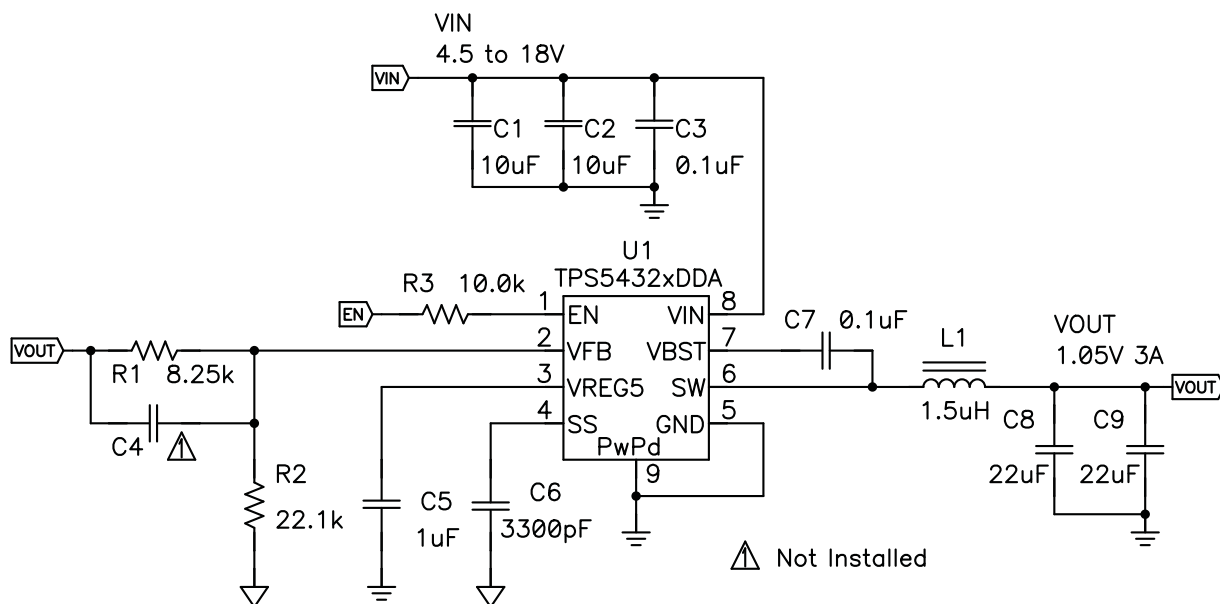 VIN
4.5 to 18V
VIN
C1
C2
C3
10uF
10uF
0.1uF
U1
TPS5432xDDA
R3 10.0k
EN
1
EN
VIN
8
C7
0.1uF
VOUT
R1
8.25k
2
VFB
VBST
7
L1
VOUT
1.05V 3A
3
VREG5
SW
6
1.5uH
VOUT
C4
1
4
SS
GND
5
C8
C9
PwPd
9
22uF
22uF
R2
22.1k
C5
1uF
C6
3300pF
1 Not Installed